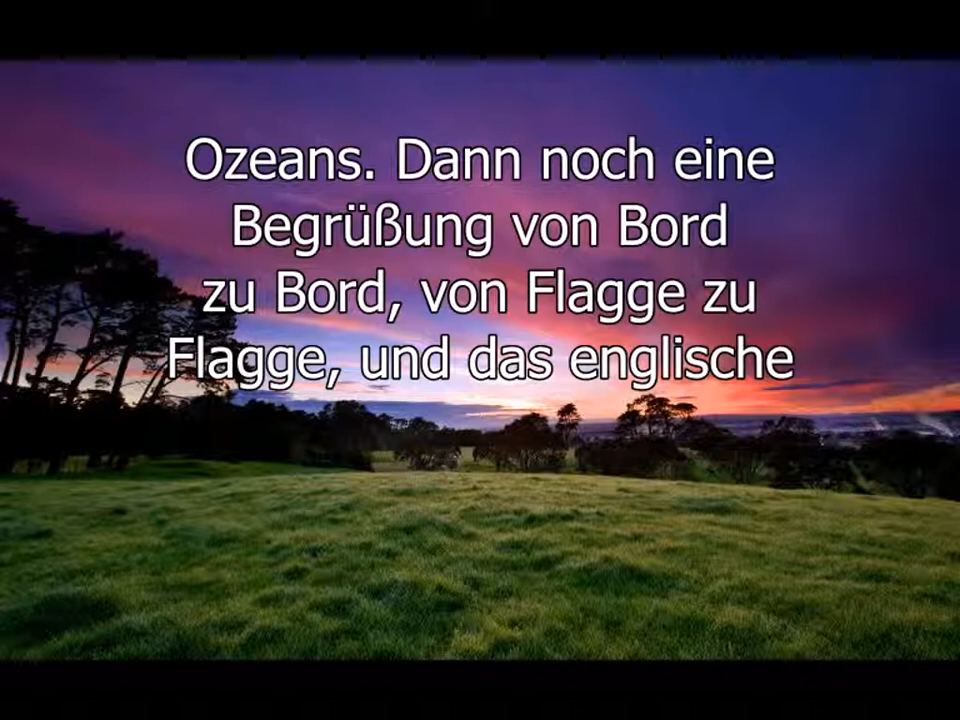 Ozeans. Dann noch eine
Begrüßung von Bord
zu Bord, von Flagge zu
Flagge, und das englische